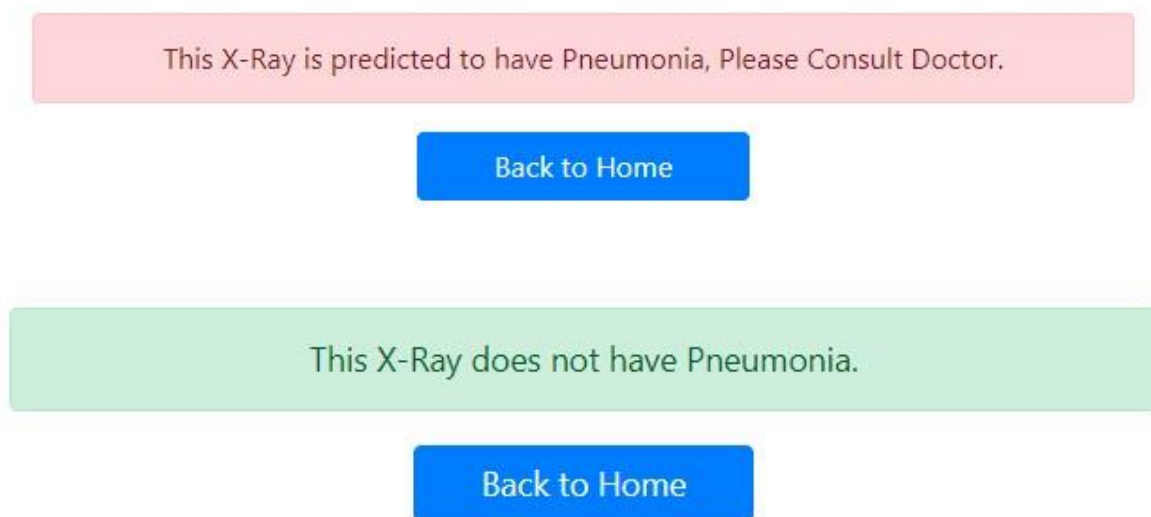 This X-Ray is predicted to have Pneumonia, Please Consult Doctor.
Back to Home
This X-Ray does not have Pneumonia.
Back to Home